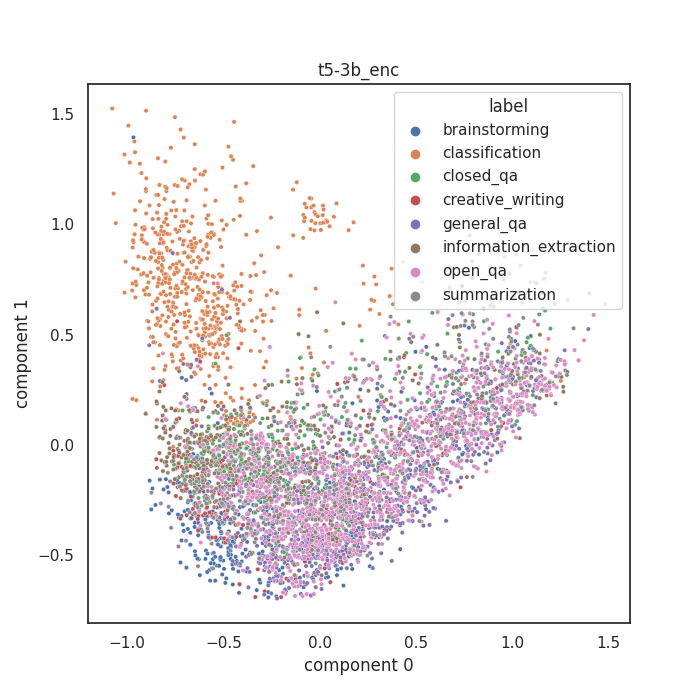 t5-3b_enc
label
brainstorming
classification
closed_qa
creative_writing
general_qa
information_extraction
open_qa
summarization
1.5
1.0
0.5
0.0
−0.5
component 1
−1.0 −0.5 0.0 0.5 1.0 1.5
component 0